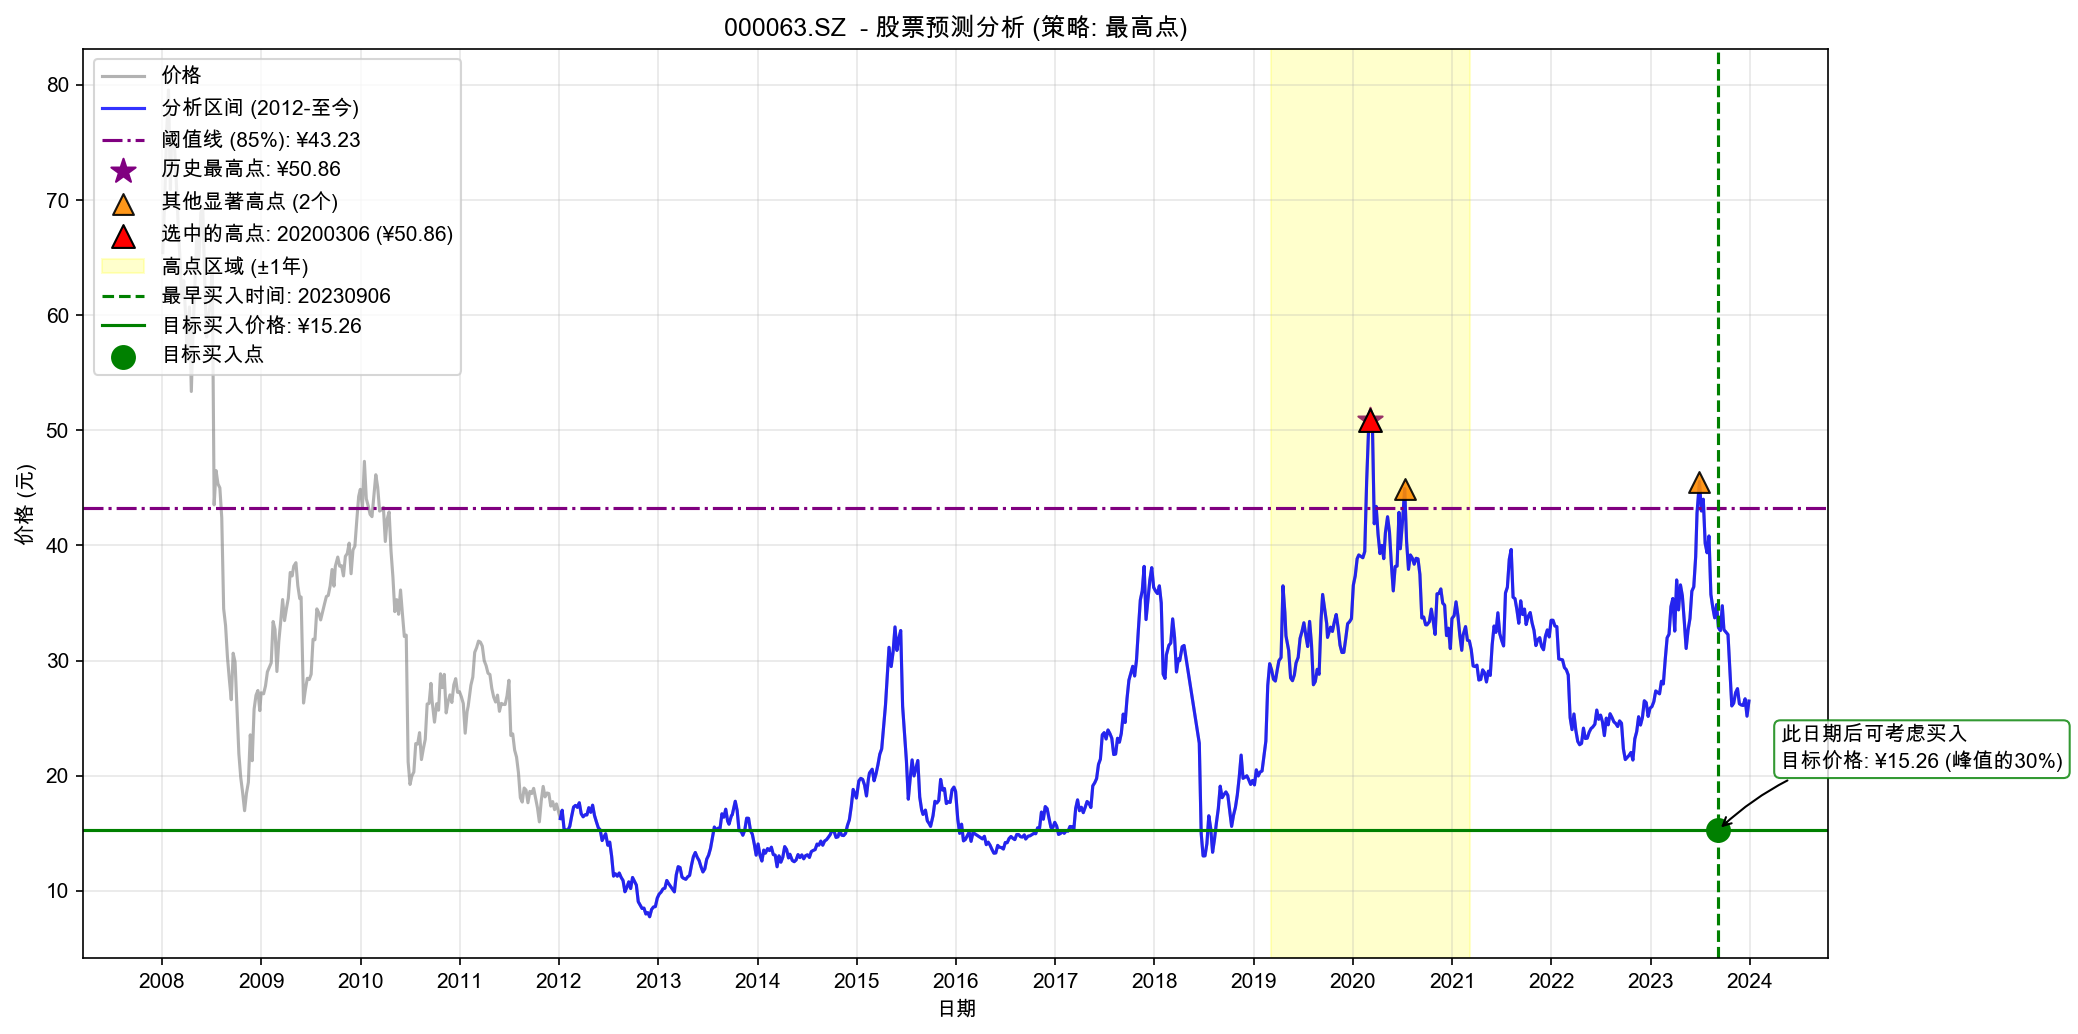 000063.SZ  - 股票预测分析 (策略: 最高点)
价格
分析区间 (2012-至今)
阈值线 (85%): ¥43.23
历史最高点: ¥50.86
其他显著高点 (2个)
选中的高点: 20200306 (¥50.86)
高点区域 (±1年)
最早买入时间: 20230906
目标买入价格: ¥15.26
目标买入点
价格 (元)
80
70
60
50
40
30
20
10
此日期后可考虑买入
目标价格: ¥15.26 (峰值的30%)
2008 2009 2010 2011 2012 2013 2014 2015 2016 2017 2018 2019 2020 2021 2022 2023 2024
日期